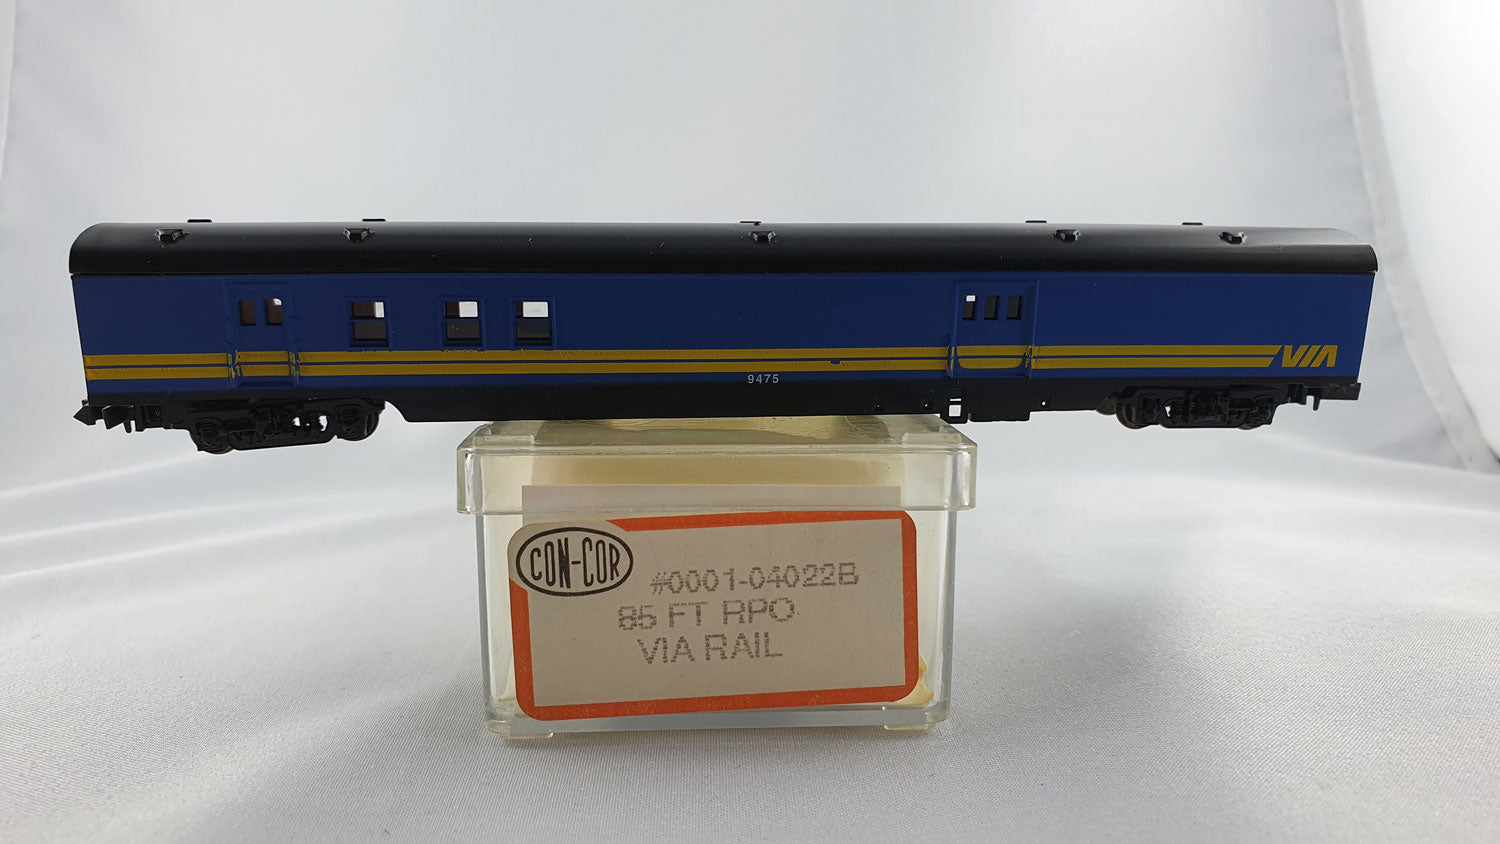 VIA
9475
CON-COR
#0001-04022B
85 FT RPO
VIA RAIL